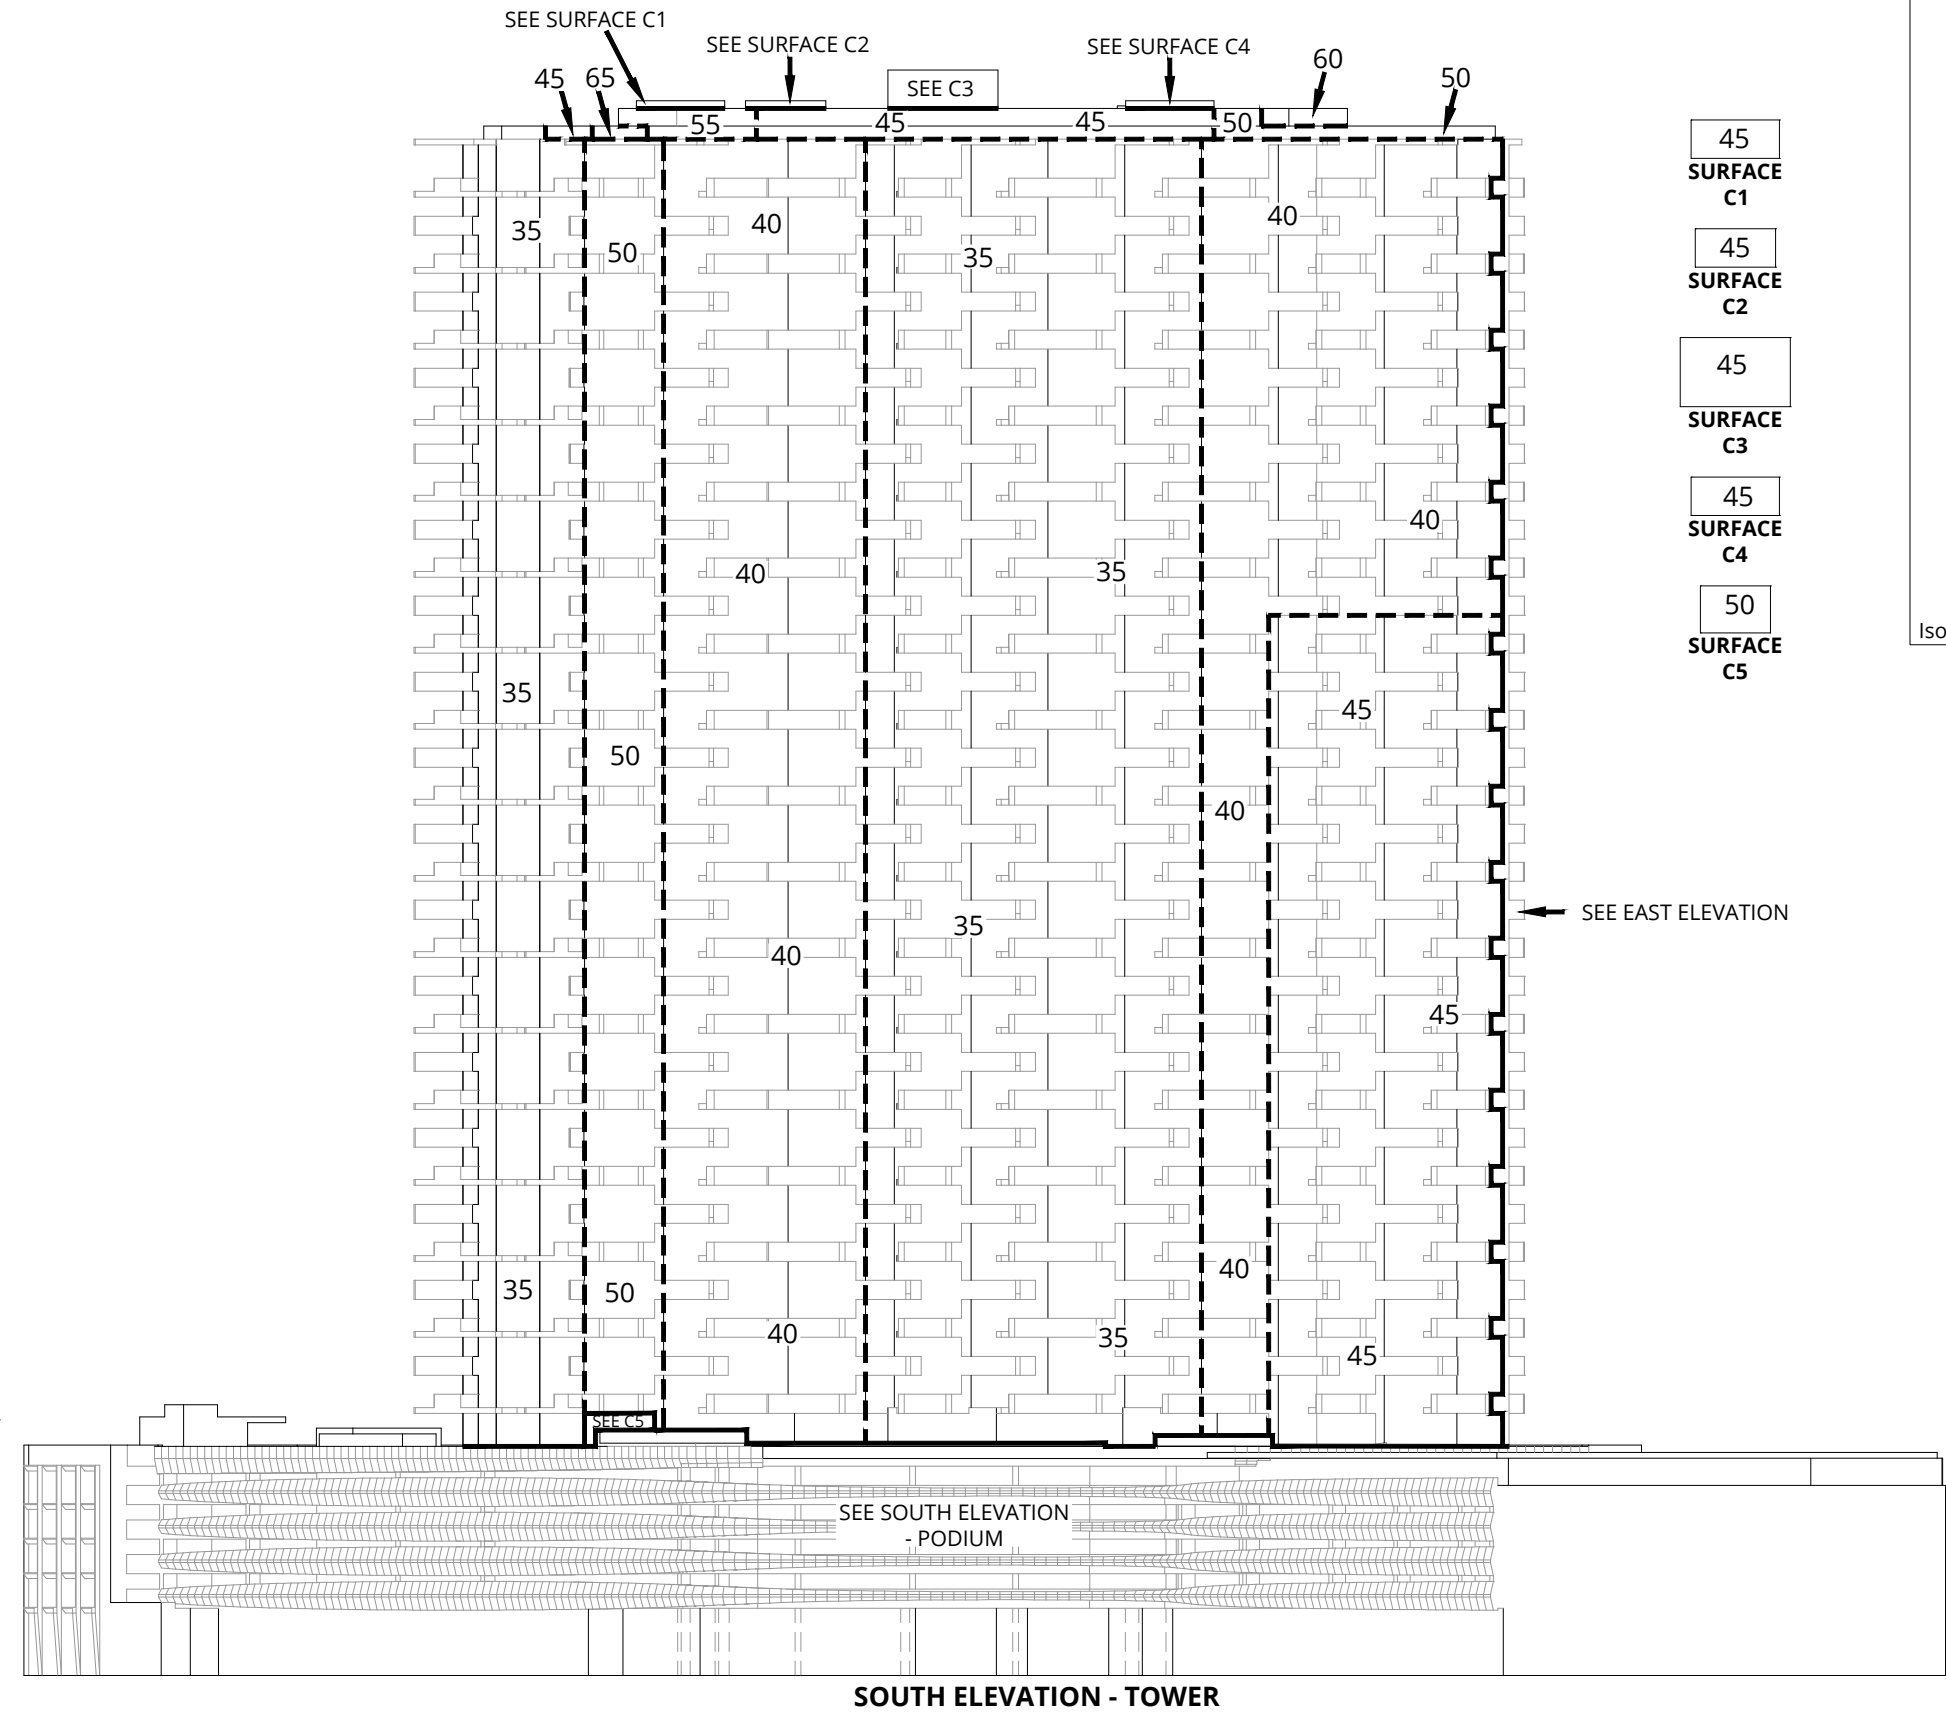 SEE SURFACE C1
SEE SURFACE C2
SEE SURFACE C4
45
65
SEE C3
60
50
55
45
45
50
45
SURFACE
C1
35
50
40
35
40
45
SURFACE
C2
45
SURFACE
C3
45
SURFACE
C4
40
40
35
50
SURFACE
C5
Iso
35
50
45
40
SEE EAST ELEVATION
35
40
45
40
35
50
40
35
45
SEE C5
SEE SOUTH ELEVATION
- PODIUM
SOUTH ELEVATION - TOWER